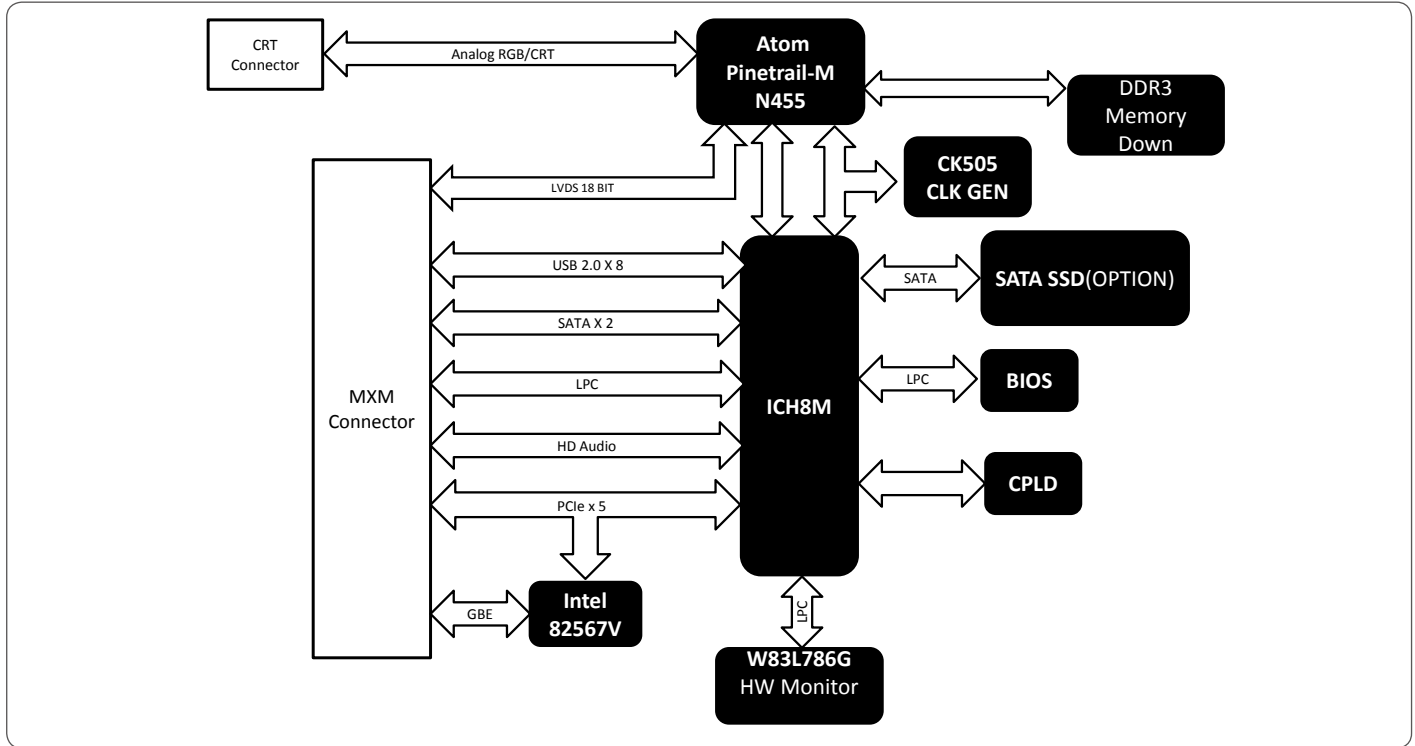 CRT
Connector
Analog RGB/CRT
Atom
Pinetrail-M
N455
DDR3
Memory
Down
CK505
CLK GEN
LVDS 18 BIT
MXM
Connector
USB 2.0 X 8
SATA X 2
LPC
HD Audio
PCIe x 5
GBE
Intel
82567V
ICH8M
SATA
SATA SSD(OPTION)
LPC
BIOS
CPLD
LPC
W83L786G
HW Monitor